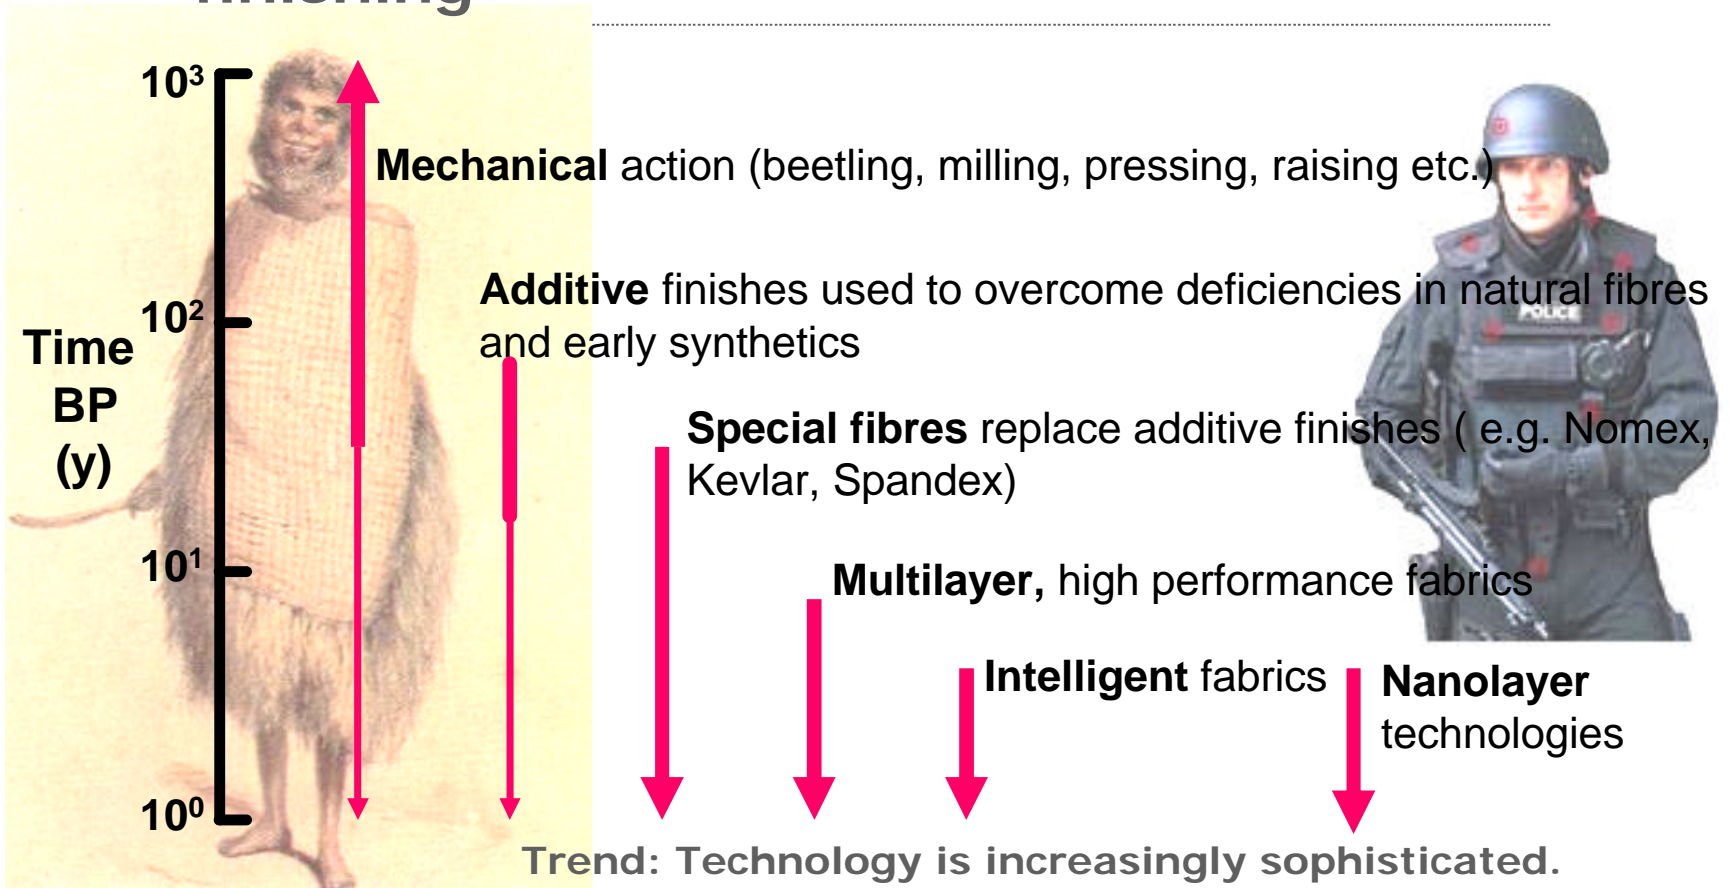 finishing
10³
Mechanical action (beetling, milling, pressing, raising etc.)
Additive finishes used to overcome deficiencies in natural fibres
and early synthetics
10²
Time
BP
(y)
POLICE
Special fibres replace additive finishes ( e.g. Nomex,
Kevlar, Spandex)
10¹
Multilayer, high performance fabrics
Intelligent fabrics
Nanolayer
technologies
10⁰
Trend: Technology is increasingly sophisticated.